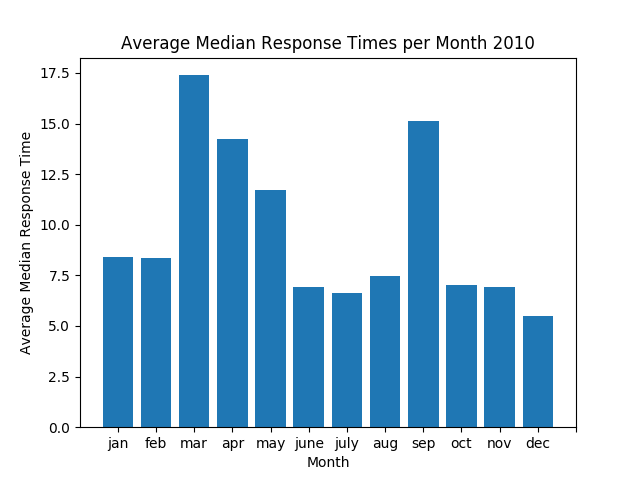 Average Median Response Times per Month 2010
Average Median Response Time
17.5
15.0
12.5
10.0
7.5
5.0
2.5
0.0
jan feb mar apr may june july aug sep oct nov dec
Month